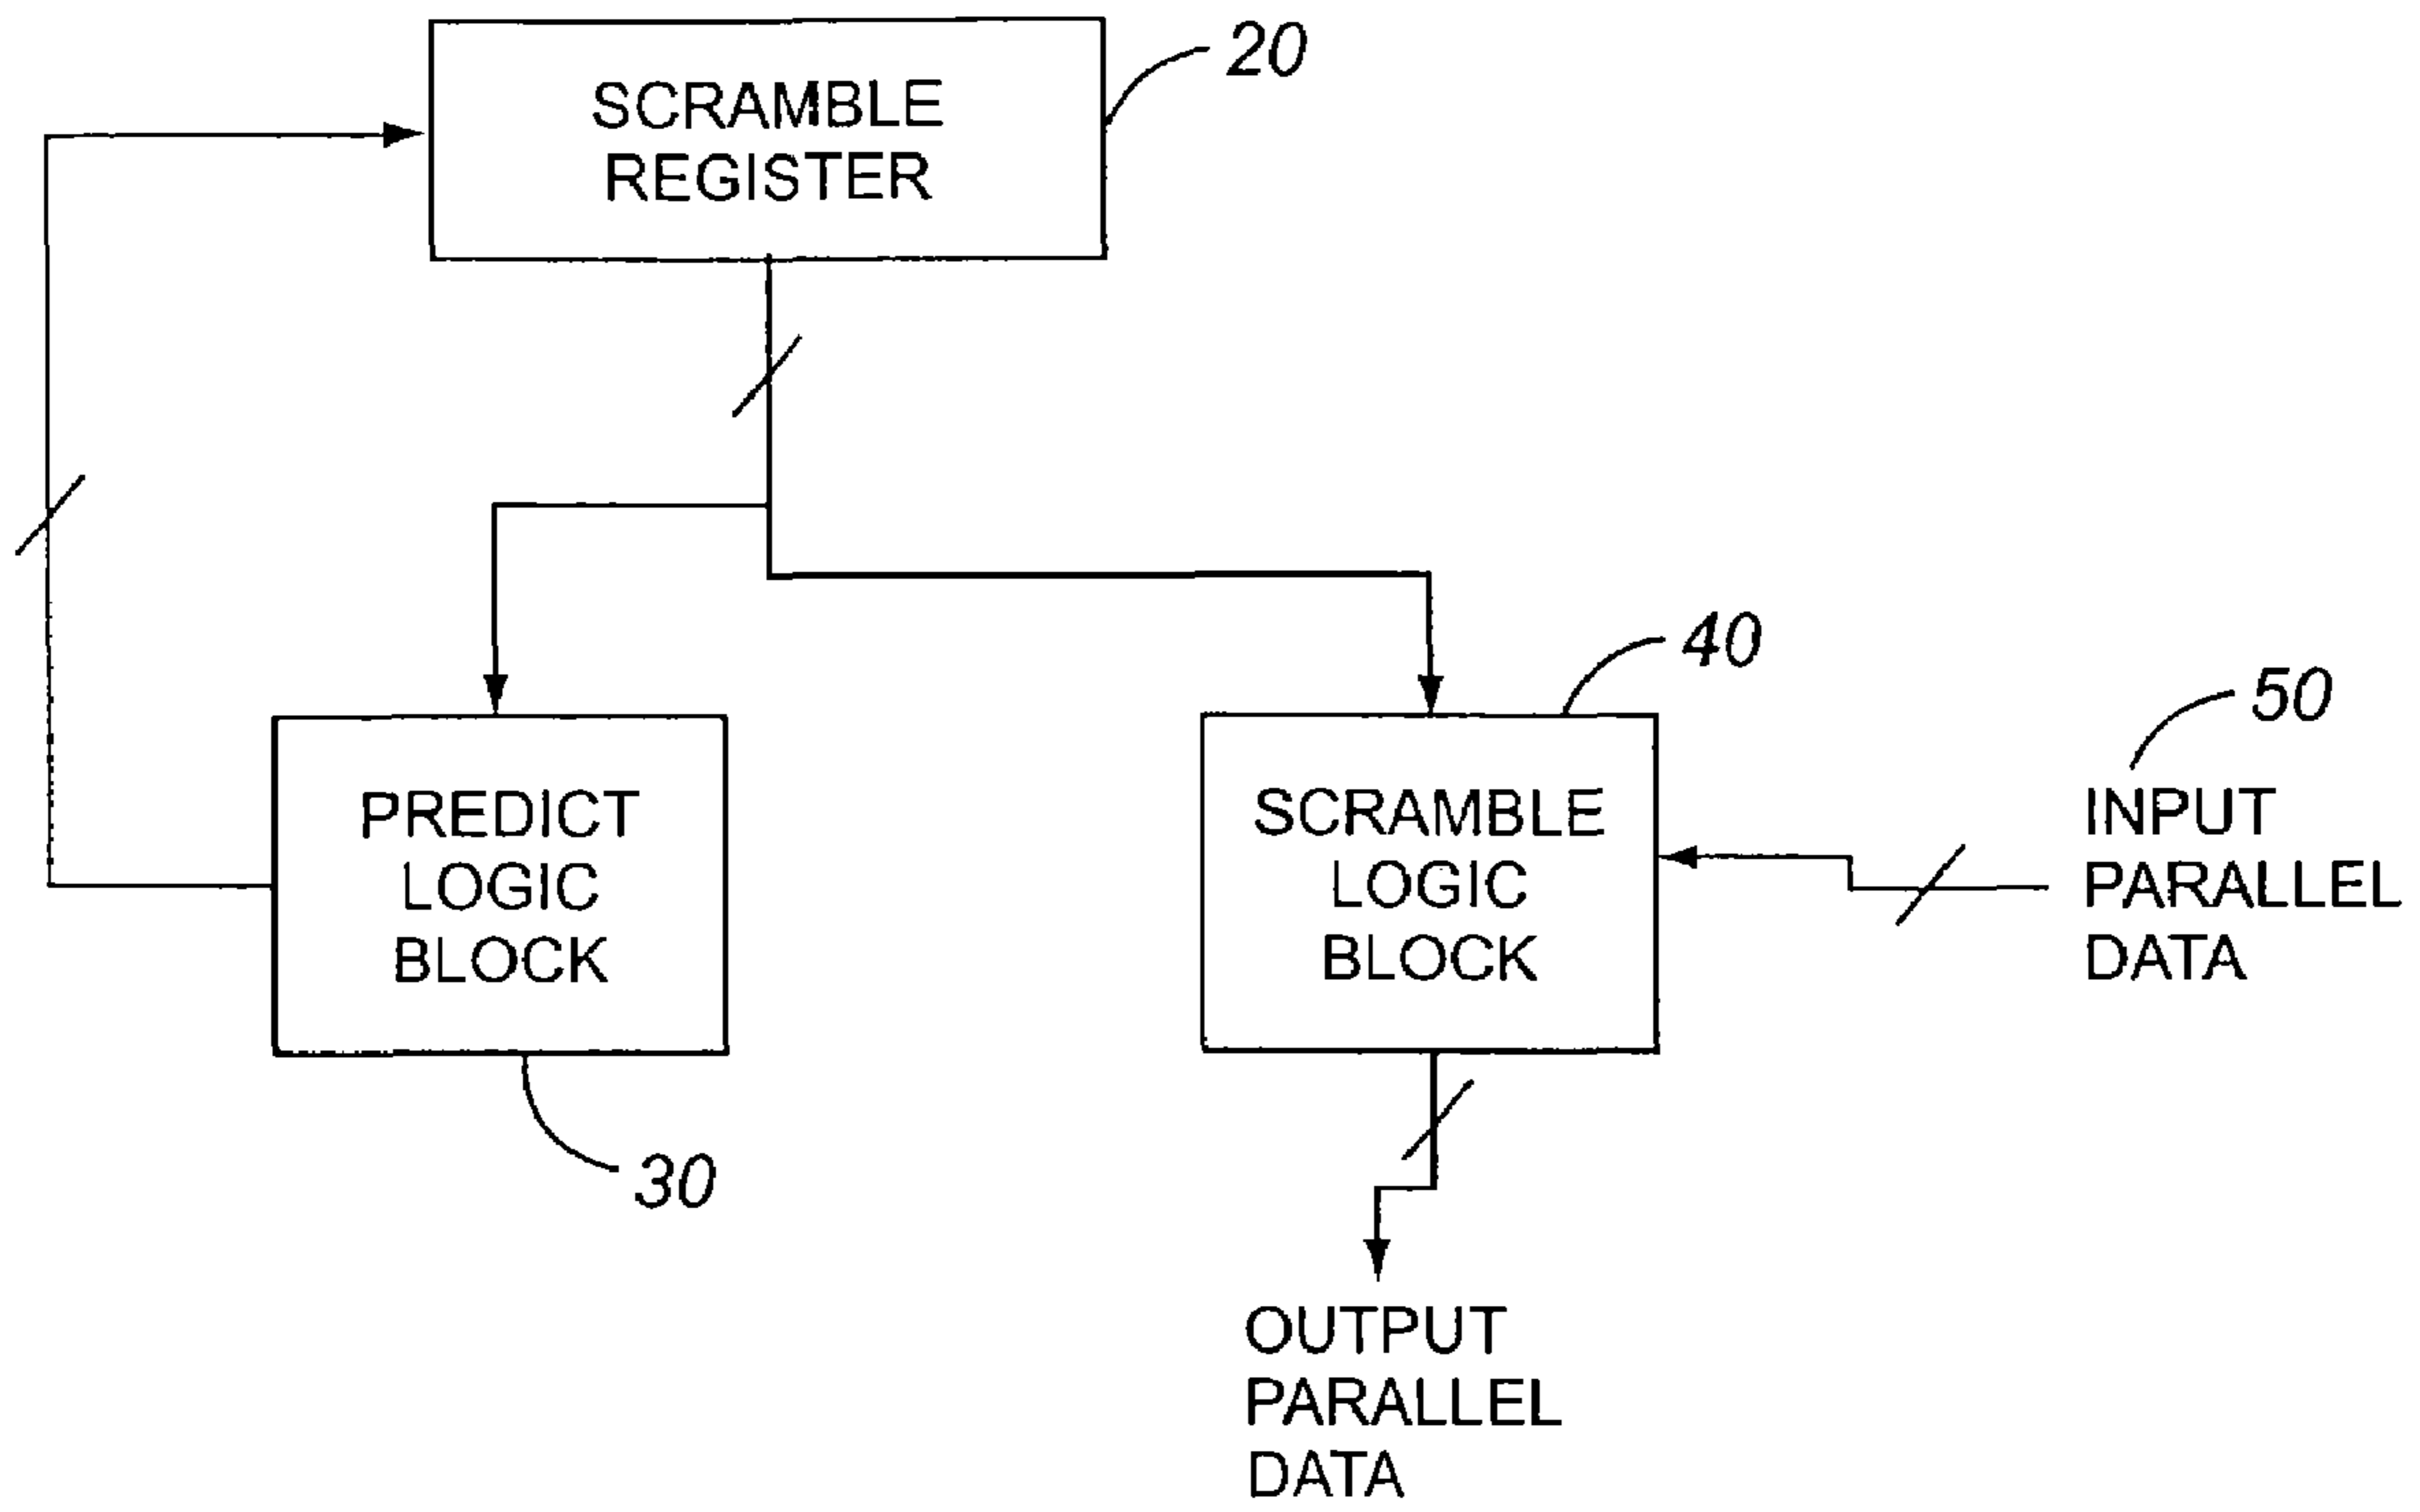 20
SCRAMBLE
REGISTER
40
50
PREDICT
LOGIC
BLOCK
SCRAMBLE
LOGIC
BLOCK
INPUT
PARALLEL
DATA
30
OUTPUT
PARALLEL
DATA